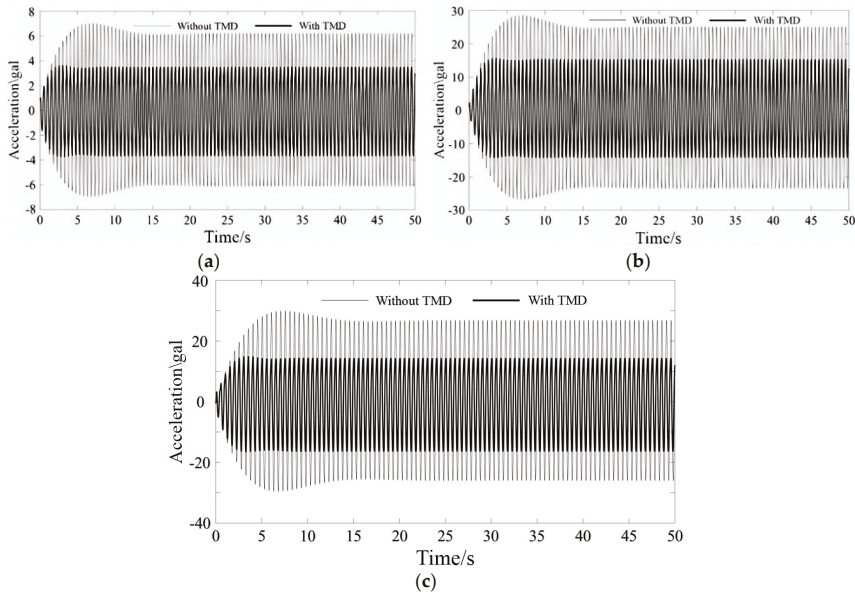 Without TMD With TMD
Acceleration\gal
8
6
4
2
0
-2
-4
-6
-8
0 5 10 15 20 25 30 35 40 45 50
Time/s
(a)
Without TMD With TMD
Acceleration\gal
30
20
10
0
-10
-20
-30
0 5 10 15 20 25 30 35 40 45 50
Time/s
(b)
Without TMD With TMD
Acceleration\gal
40
20
0
-20
-40
0 5 10 15 20 25 30 35 40 45 50
Time/s
(c)